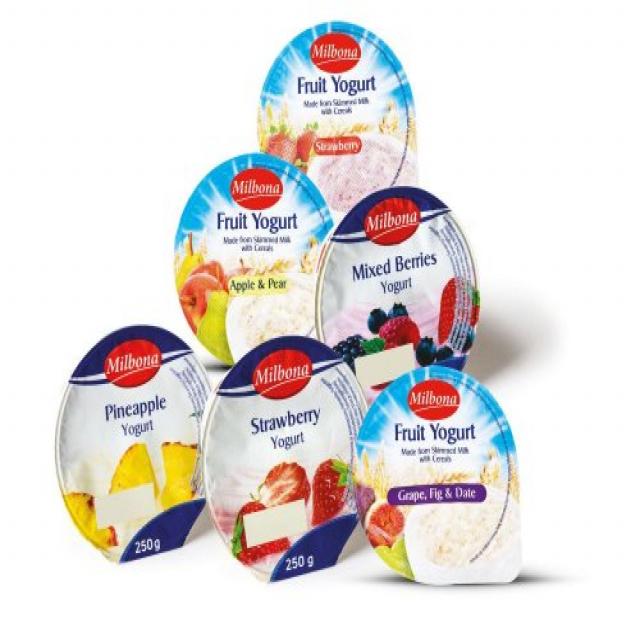 Milbona
Fruit Yogurt
Made from Skimmed Milk
with Cereals
Strawberry
Milbona
Fruit Yogurt
Made from Skimmed Milk
with Cereals
Apple & Pear
Milbona
Mixed Berries
Yogurt
Milbona
Pineapple
Yogurt
250g
Milbona
Strawberry
Yogurt
250 g
Milbona
Fruit Yogurt
Made from Skimmed Milk
with Cereals
Grape, Fig & Date